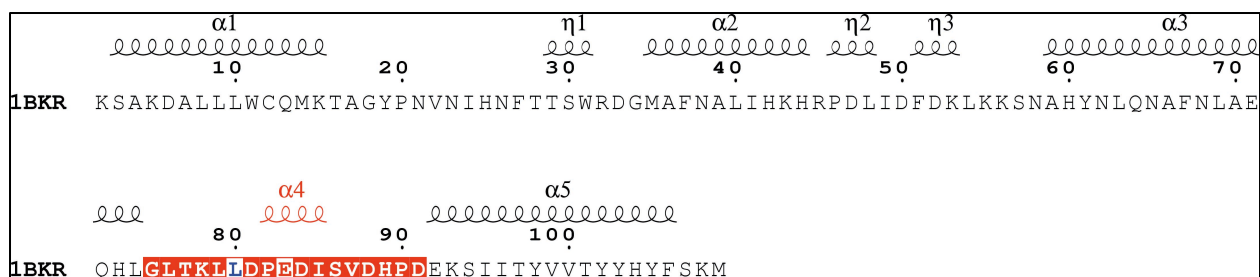 α1 η1 α2 η2 η3 α3
10 20 30 40 50 60 70
1BKR KSAKDALLLWCQMKTAGYPNVNIHNFTTSWRDGMAFNALIHKHRPDLIDFDKLKKSNAHYNLQNAFNLAE
α4 α5
80 90 100
1BKR QHLGLTKLLDPEDISVDHPDEKSIITYVVTYYHYFSKM